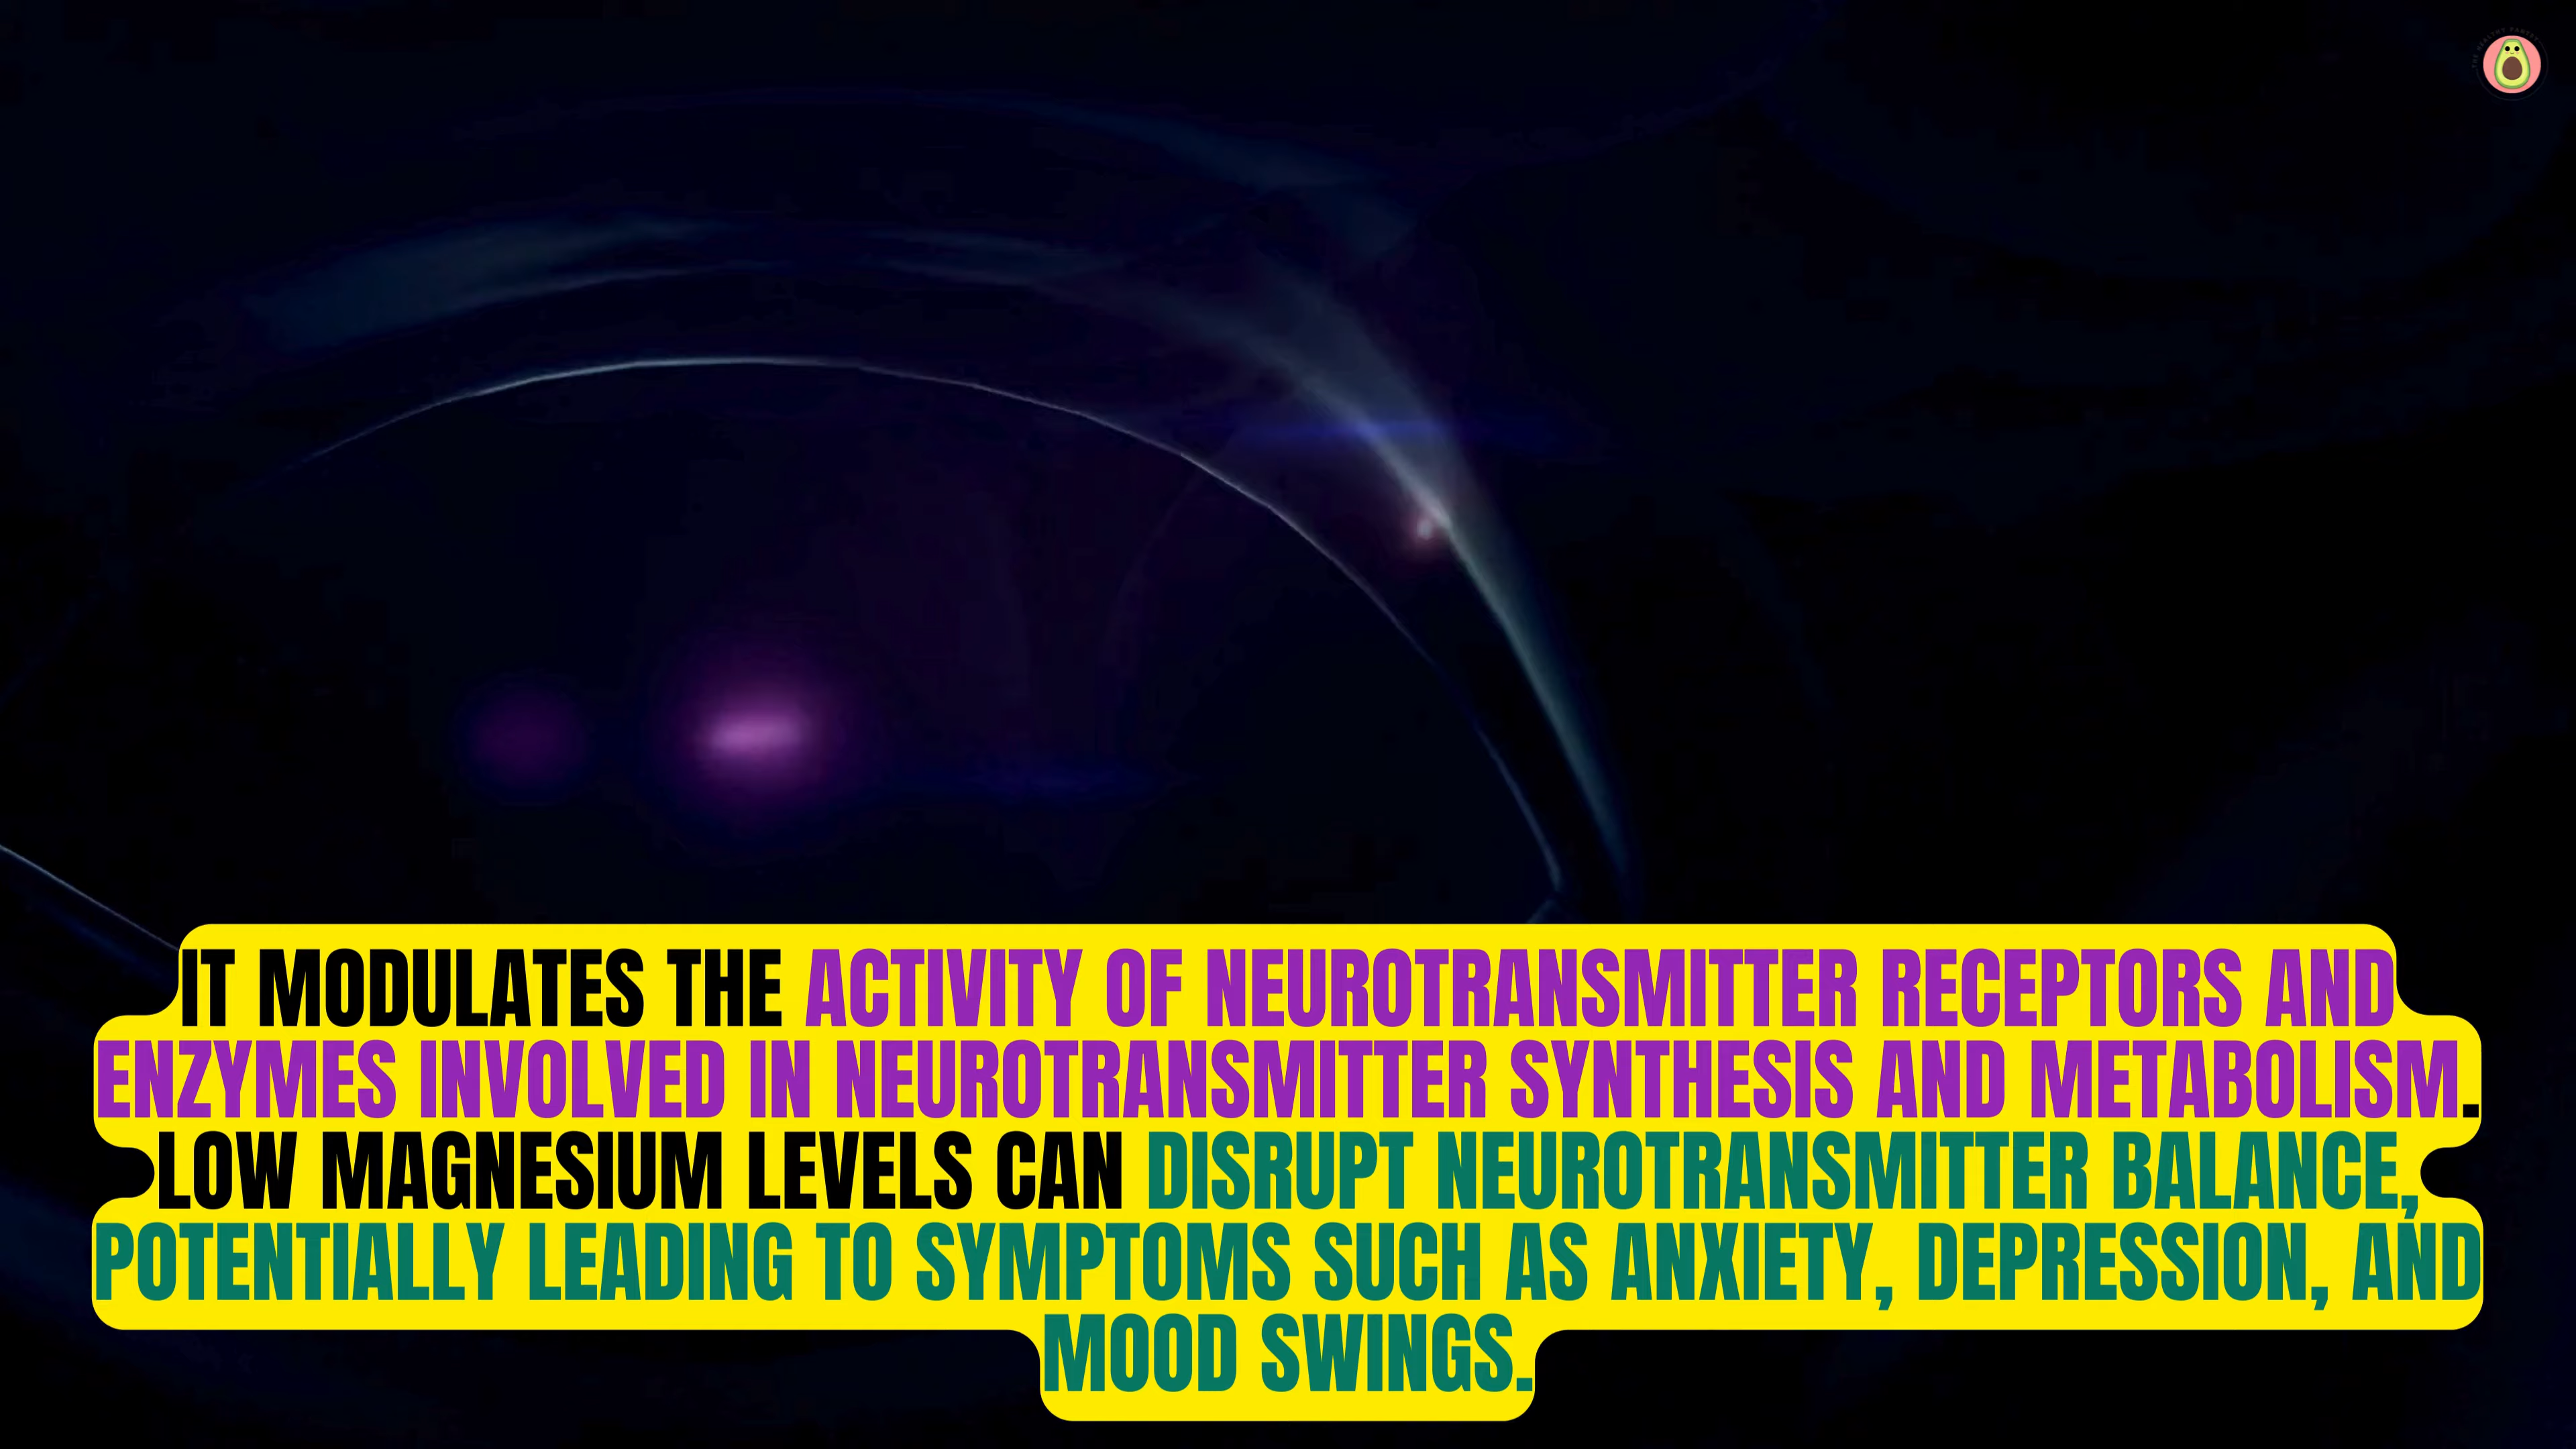 IT MODULATES THE ACTIVITY OF NEUROTRANSMITTER RECEPTORS AND
ENZYMES INVOLVED IN NEUROTRANSMITTER SYNTHESIS AND METABOLISM.
LOW MAGNESIUM LEVELS CAN DISRUPT NEUROTRANSMITTER BALANCE,
POTENTIALLY LEADING TO SYMPTOMS SUCH AS ANXIETY, DEPRESSION, AND
MOOD SWINGS.